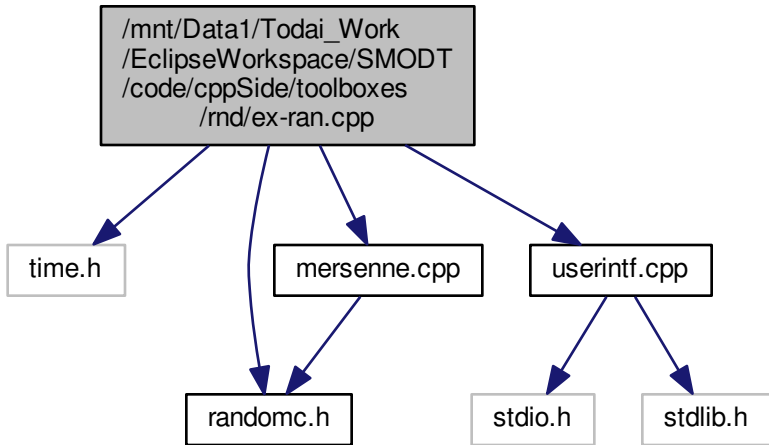 /mnt/Data1/Todai_Work
/EclipseWorkspace/SMODT
/code/cppSide/toolboxes
/rnd/ex-ran.cpp
time.h
mersenne.cpp
userintf.cpp
randomc.h
stdio.h
stdlib.h